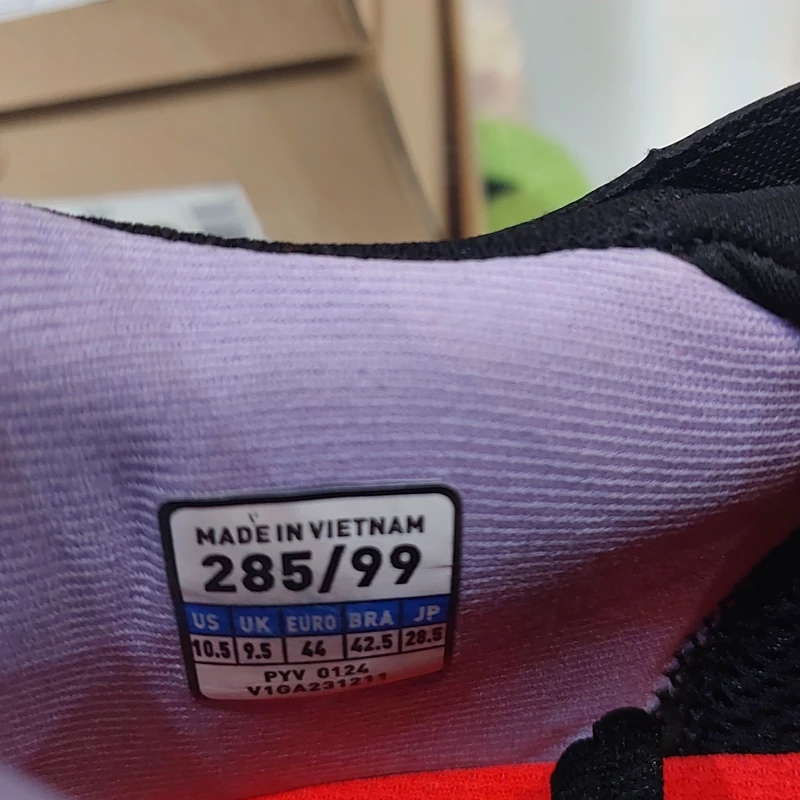 MADE IN VIETNAM
285/99
US UK EURO BRA JP
10.5 9.5 44 42.5 28.5
PYV 0124
V1GA231211